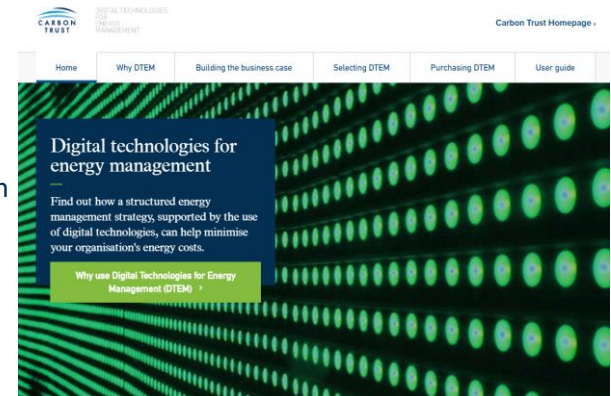 CARBON
TRUST
DIGITAL TECHNOLOGIES
FOR
ENERGY
MANAGEMENT
Carbon Trust Homepage
Home
Why DTEM
Building the business case
Selecting DTEM
Purchasing DTEM
User guide
Digital technologies for
energy management
Find out how a structured energy
management strategy, supported by the use
of digital technologies, can help minimise
your organisation's energy costs.
Why use Digital Technologies for Energy
Management (DTEM) >